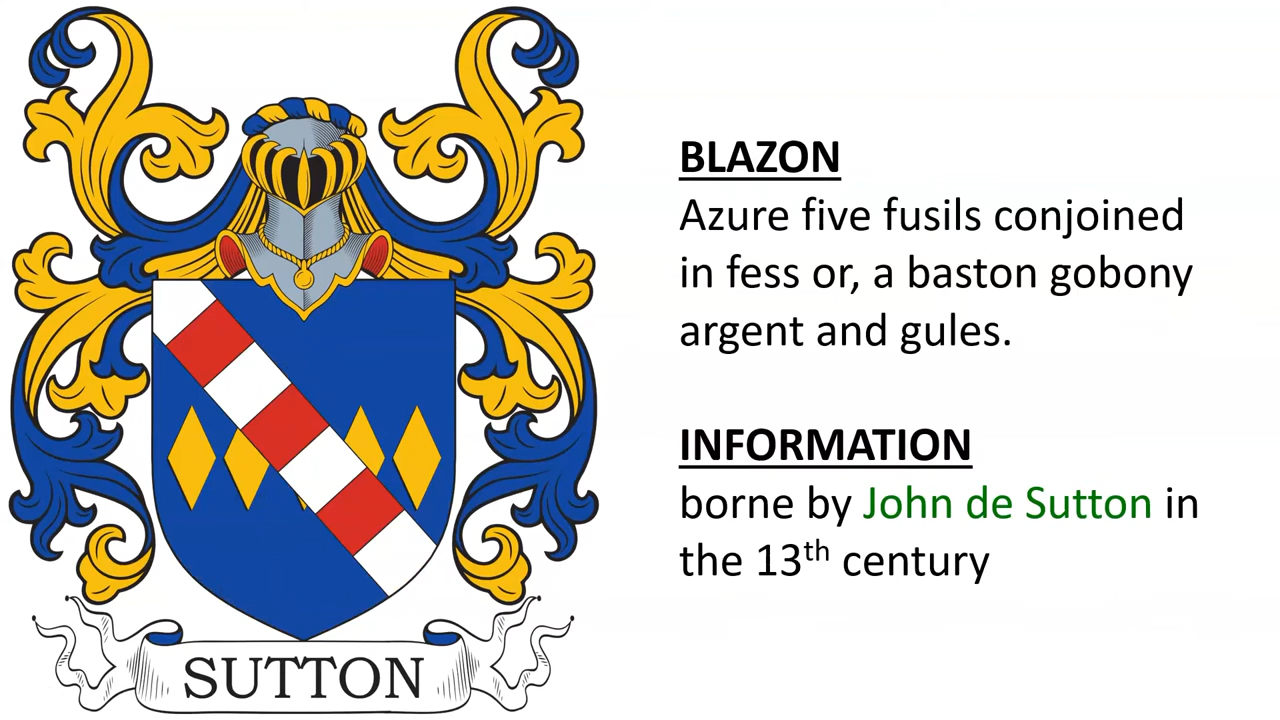 BLAZON
Azure five fusils conjoined
in fess or, a baston gobony
argent and gules.
INFORMATION
borne by John de Sutton in
the 13th century
SUTTON